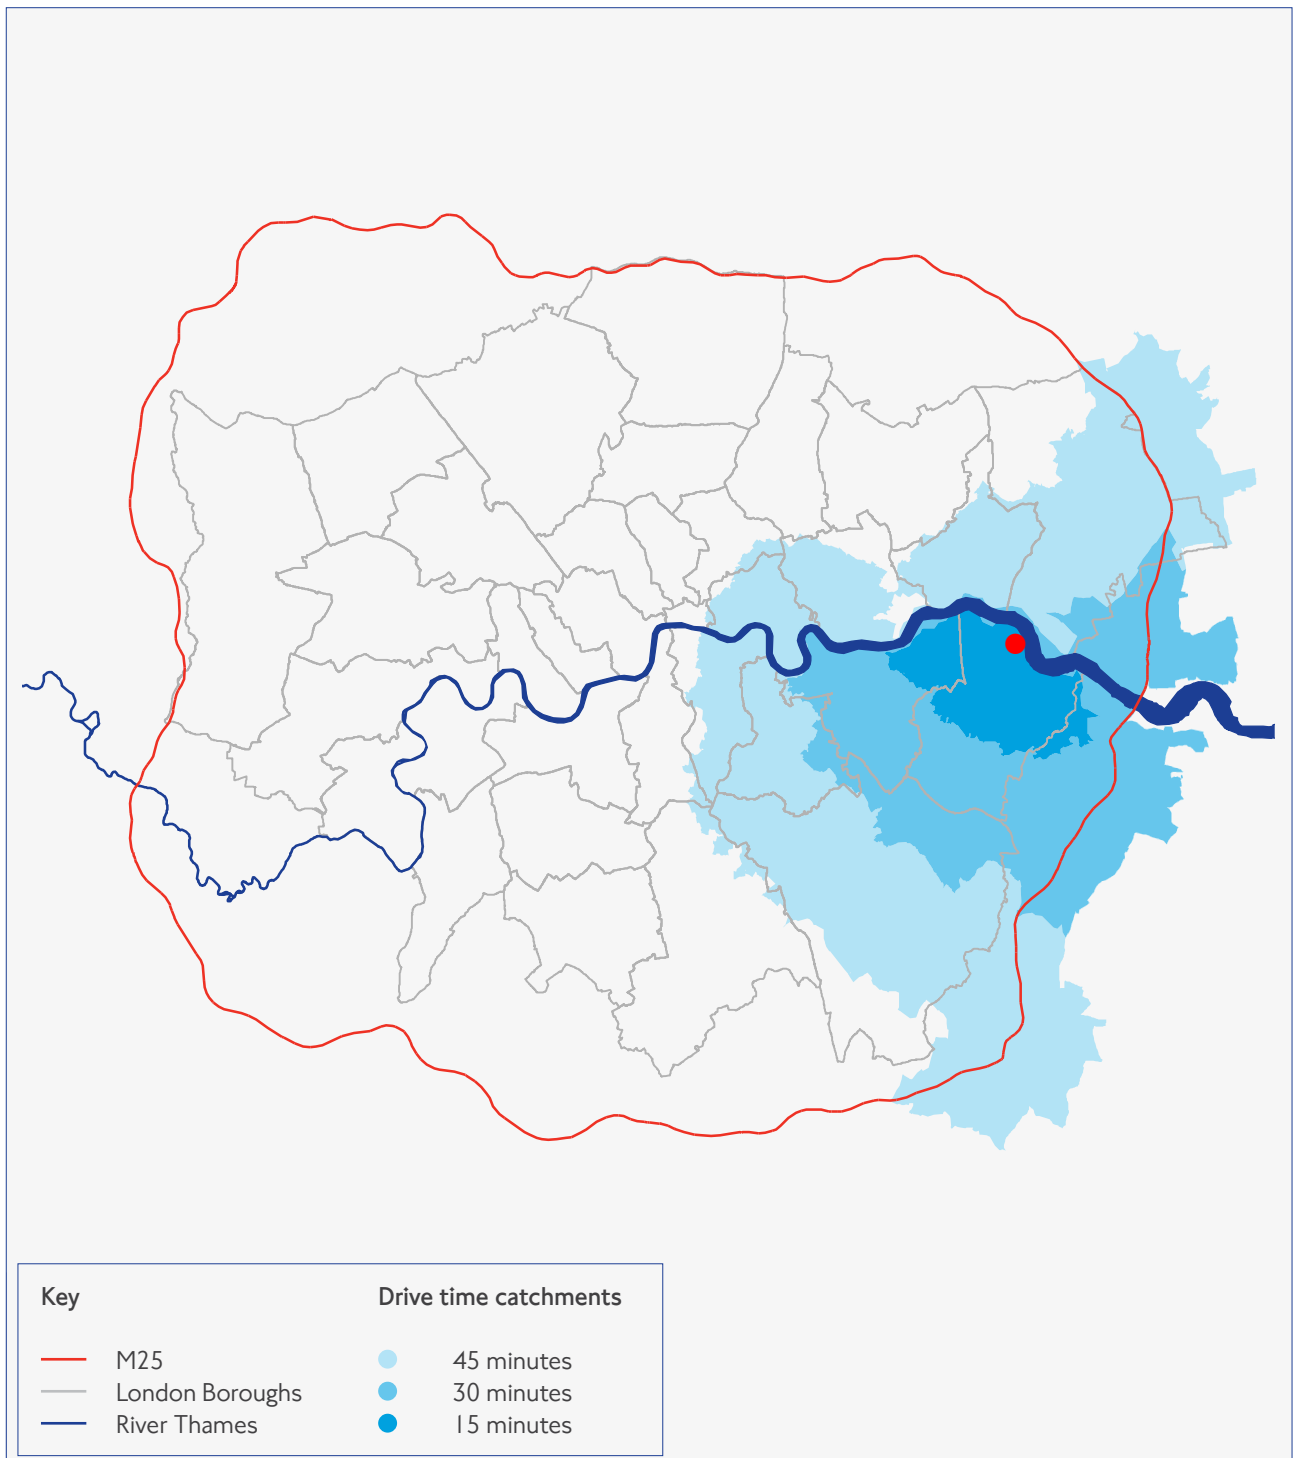 Key
Drive time catchments
M25
45 minutes
London Boroughs
30 minutes
River Thames
15 minutes